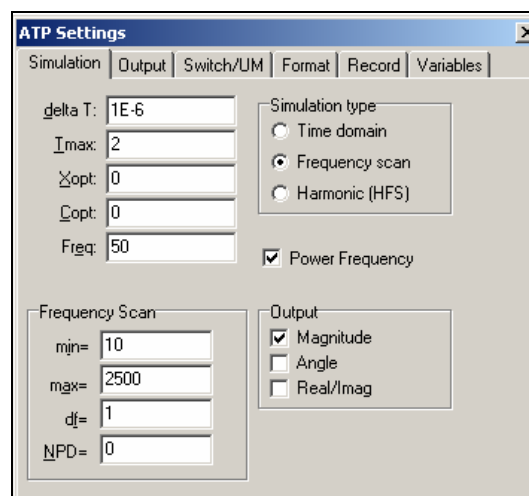 ATP Settings
Simulation Output Switch/UM Format Record Variables
delta T: 1E-6
Tmax: 2
Xopt: 0
Copt: 0
Freq: 50
Simulation type
Time domain
Frequency scan
Harmonic (HFS)
Power Frequency
Frequency Scan
min= 10
max= 2500
df= 1
NPD= 0
Output
Magnitude
Angle
Real/Imag